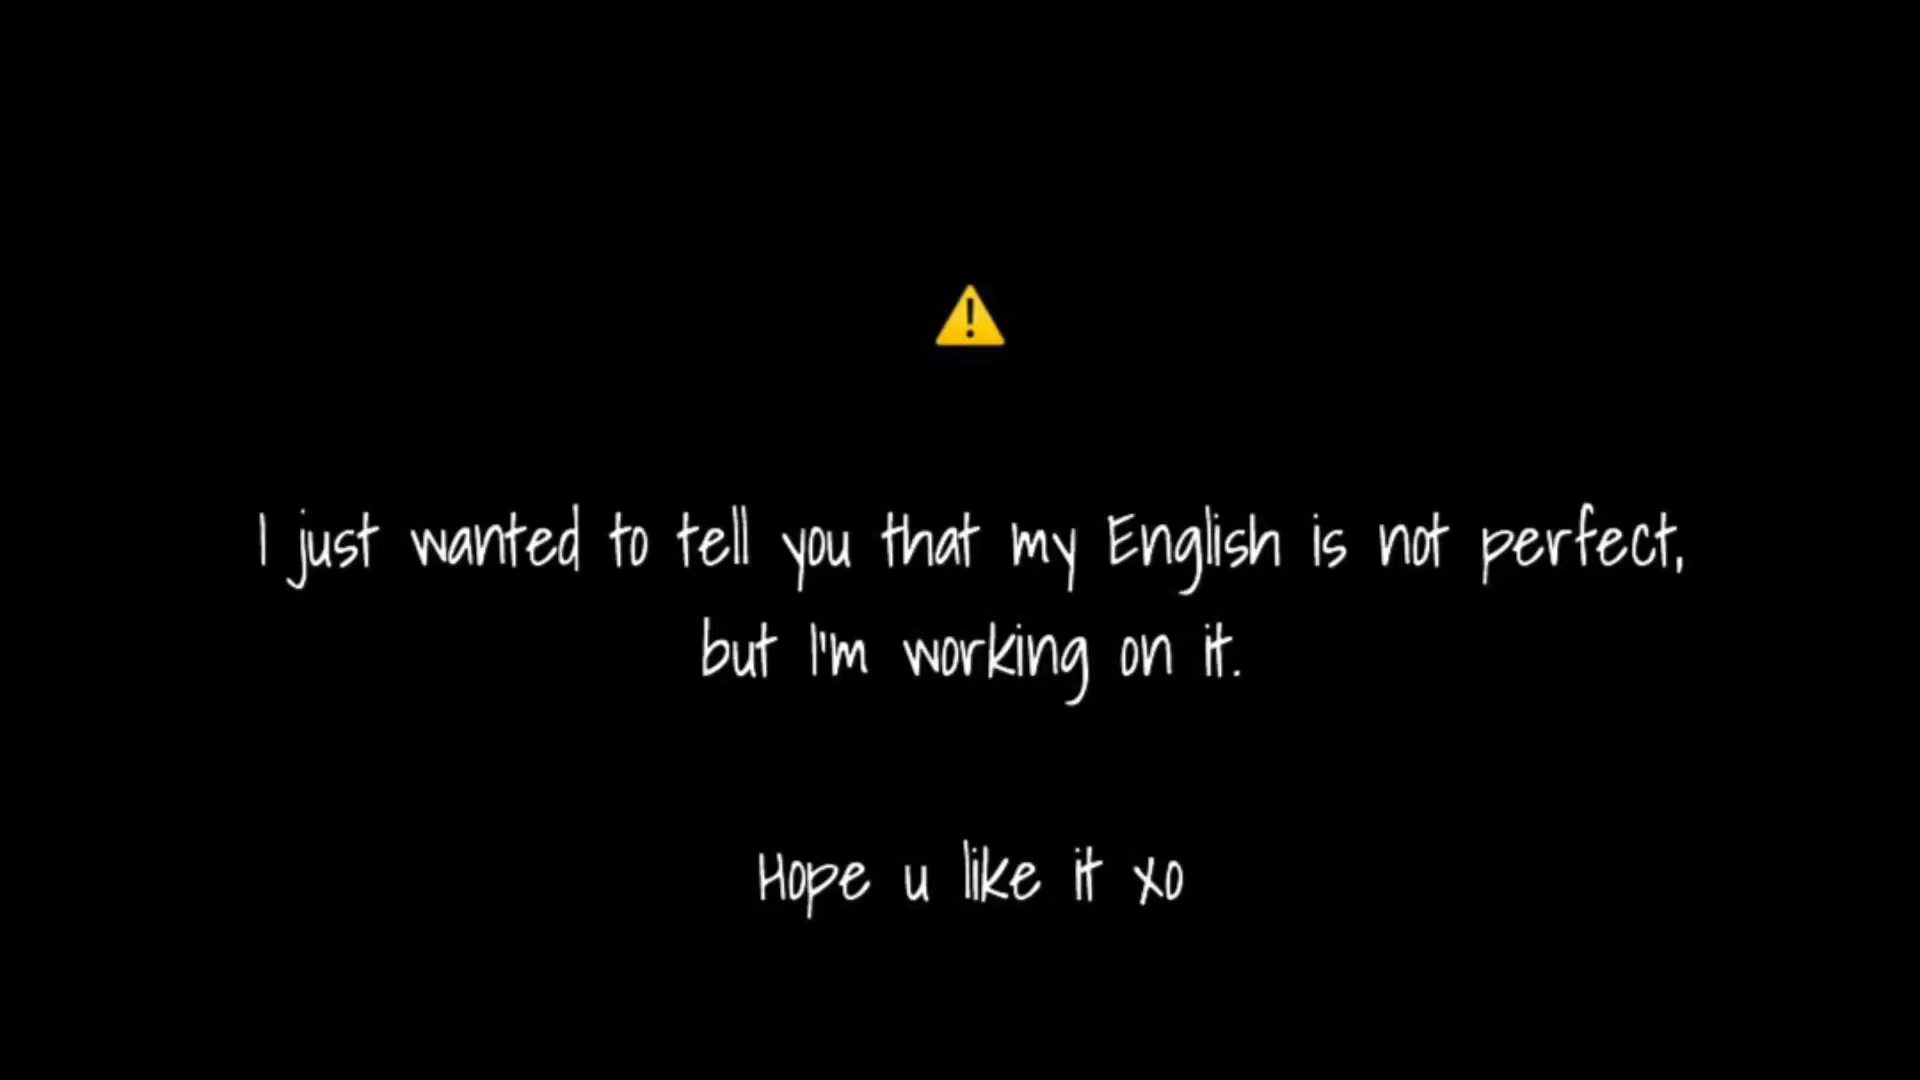 I just wanted to tell you that my English is not perfect,
but I'm working on it.
Hope u like it xo